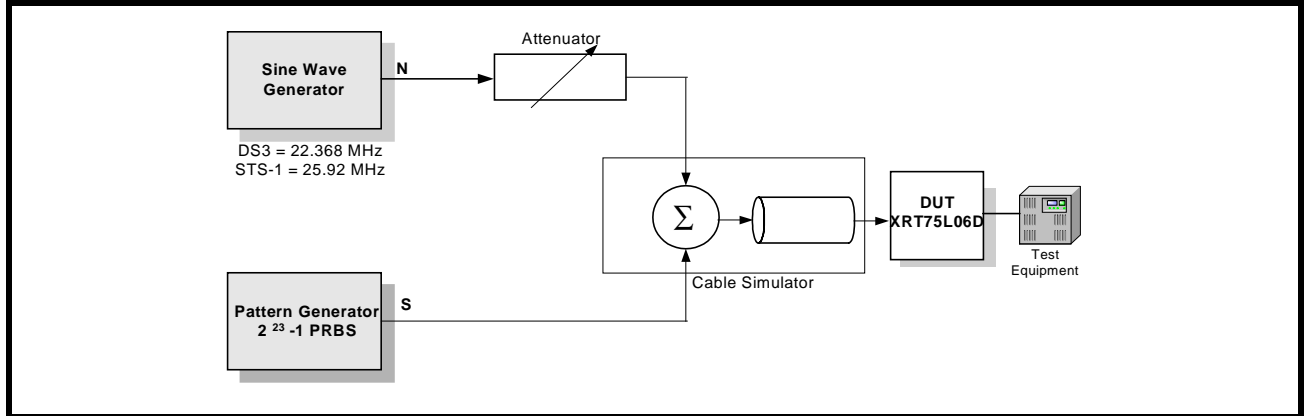 Attenuator
Sine Wave
Generator
N
DS3 = 22.368 MHz
STS-1 = 25.92 MHz
Σ
DUT
XRT75L06D
Test
Equipment
Cable Simulator
Pattern Generator
2 ²³ -1 PRBS
S